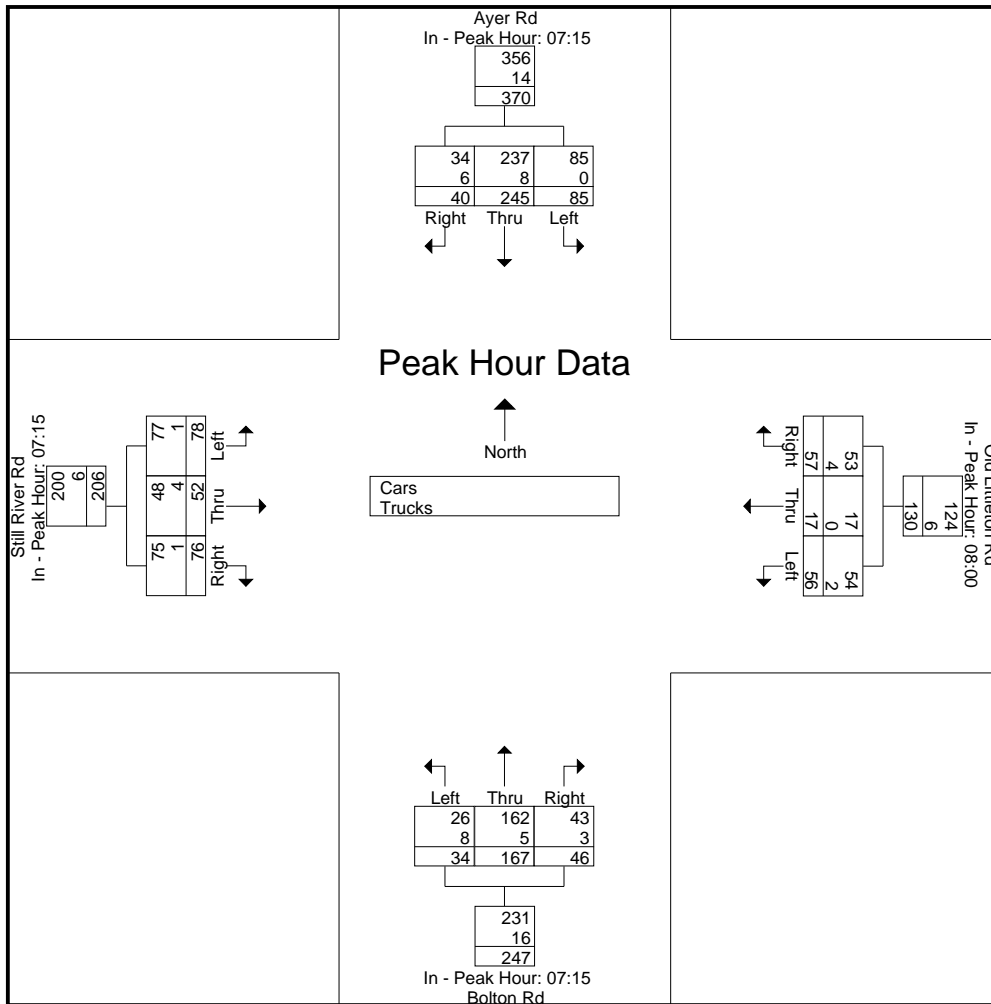 Ayer Rd
In - Peak Hour: 07:15
356
14
370
34 237 85
6 8 0
40 245 85
Right Thru Left
Peak Hour Data
North
Cars
Trucks
Still River Rd
In - Peak Hour: 07:15
200
6
206
77 48 75
1 4 1
78 52 76
Left Thru Right
Old Littleton Rd
In - Peak Hour: 08:00
124
6
130
53 17 54
4 0 2
57 17 56
Right Thru Left
Left Thru Right
26 162 43
8 5 3
34 167 46
231
16
247
In - Peak Hour: 07:15
Bolton Rd